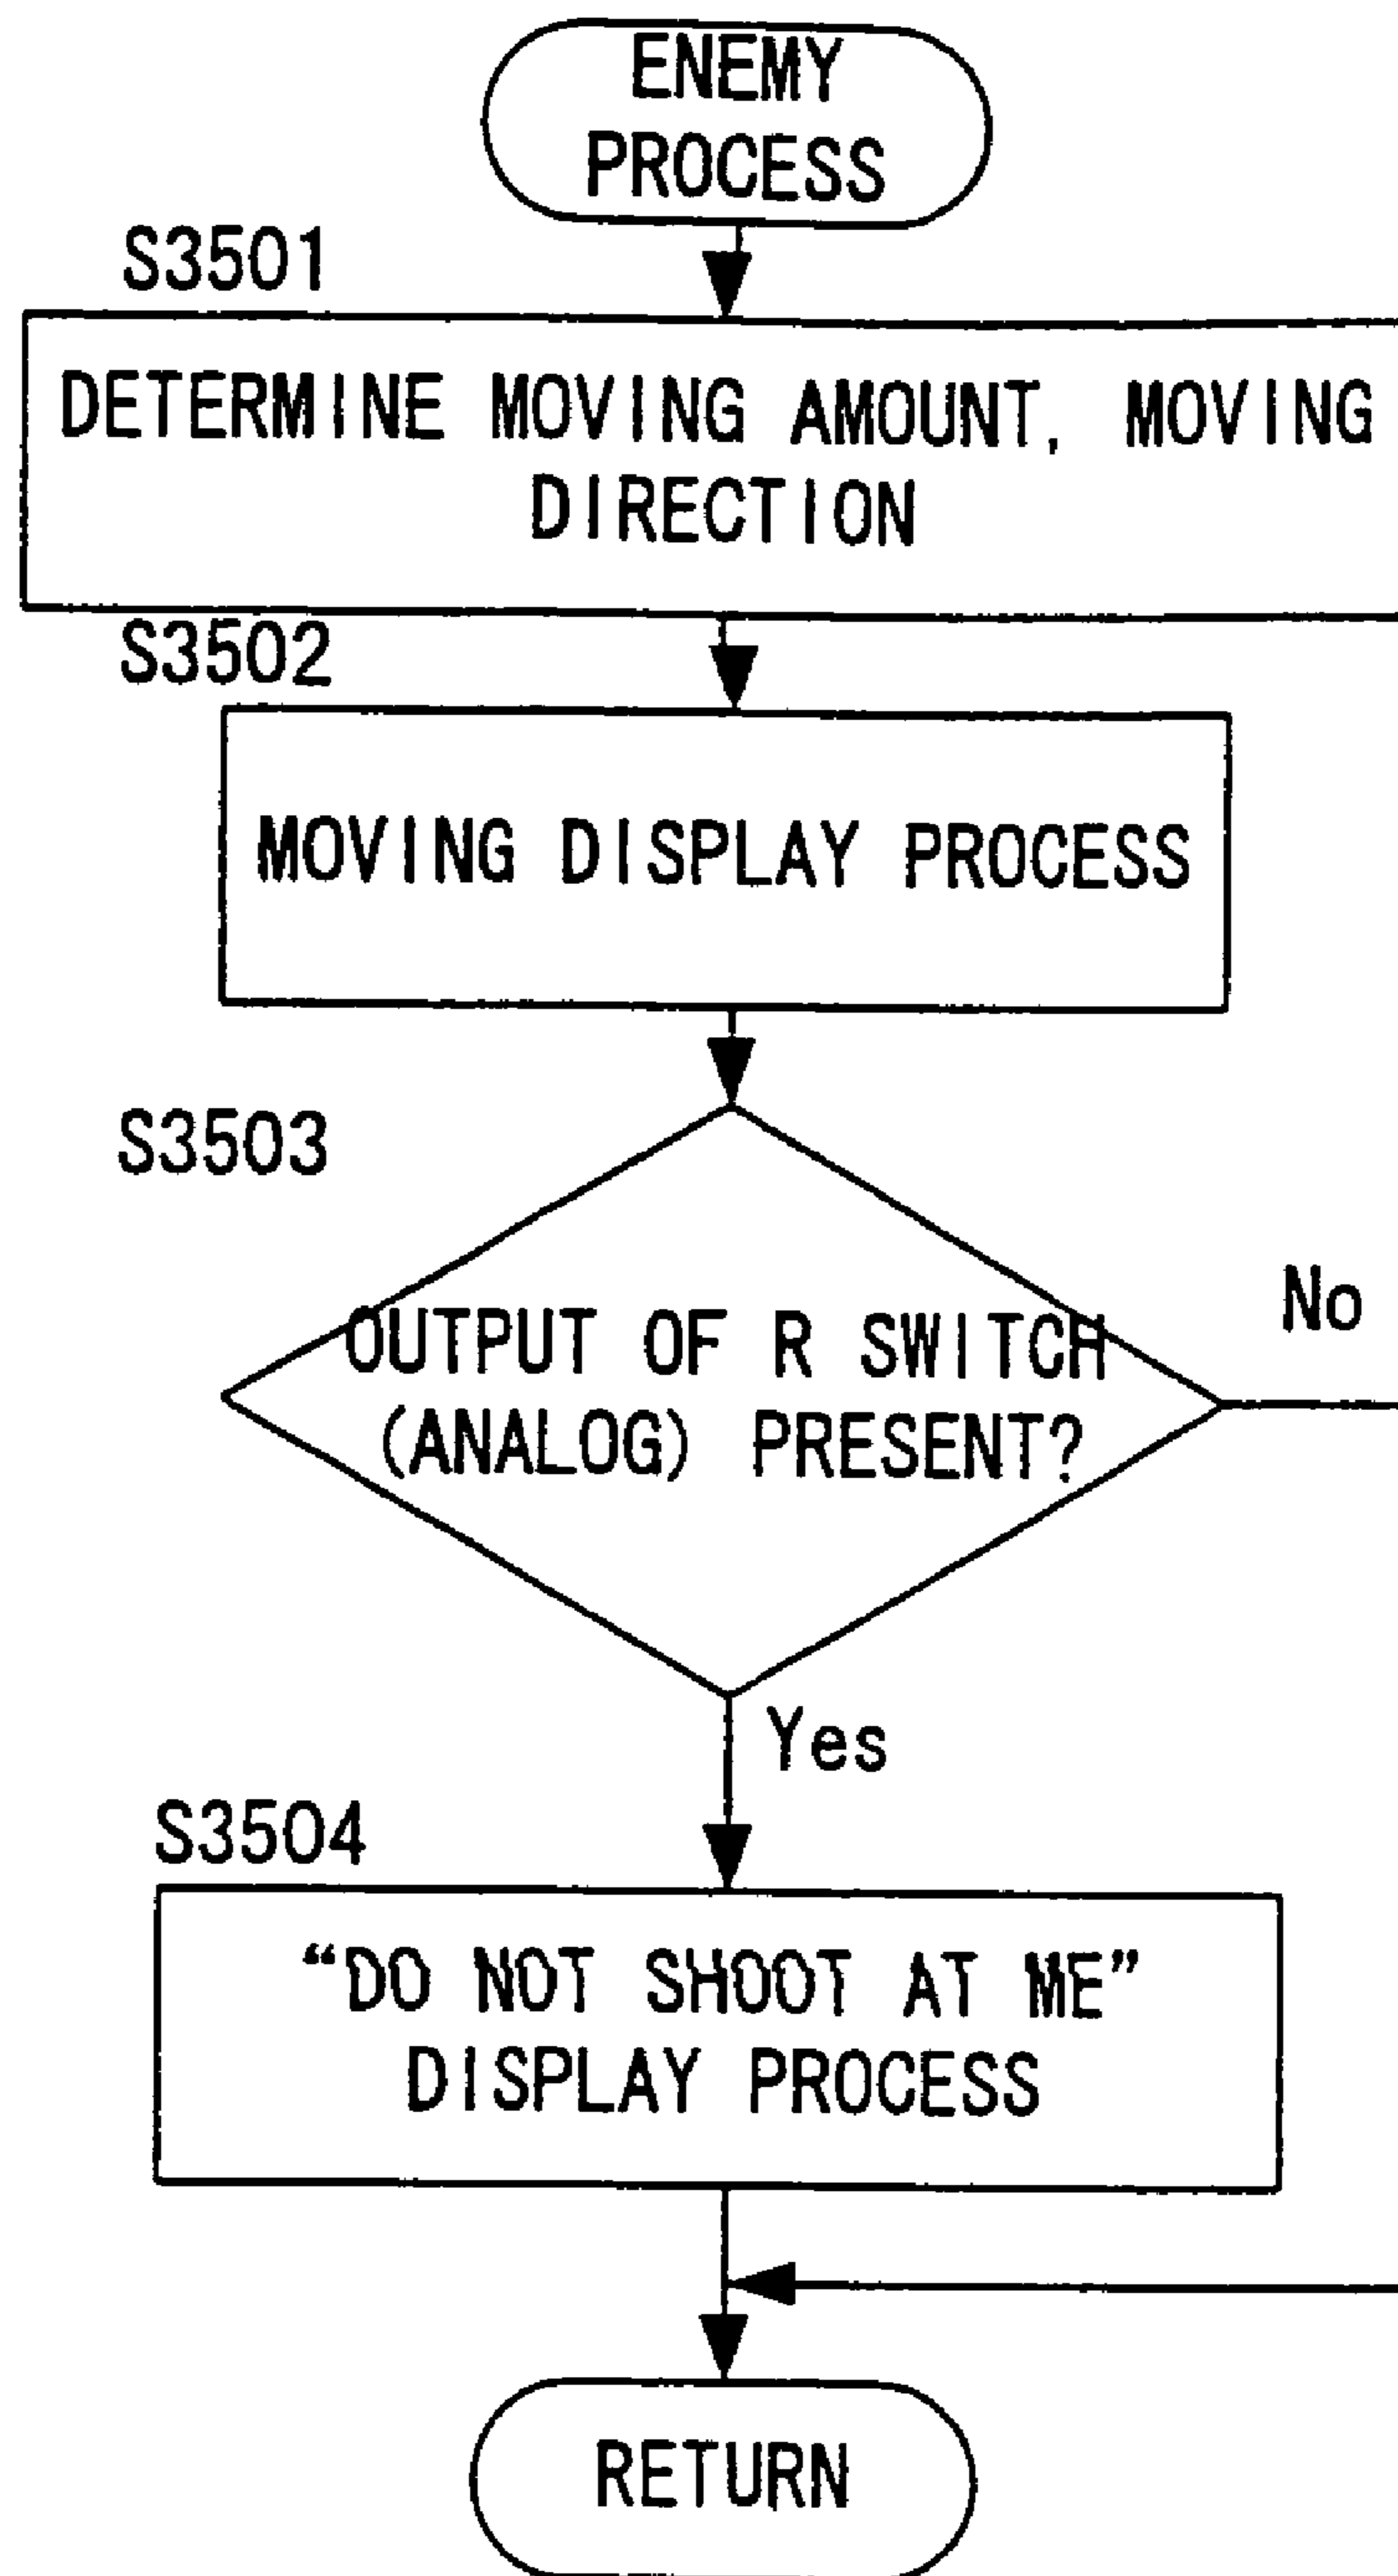 ENEMY
PROCESS
S3501
DETERMINE MOVING AMOUNT, MOVING
DIRECTION
S3502
MOVING DISPLAY PROCESS
S3503
OUTPUT OF R SWITCH
(ANALOG) PRESENT?
No
Yes
S3504
“DO NOT SHOOT AT ME”
DISPLAY PROCESS
RETURN